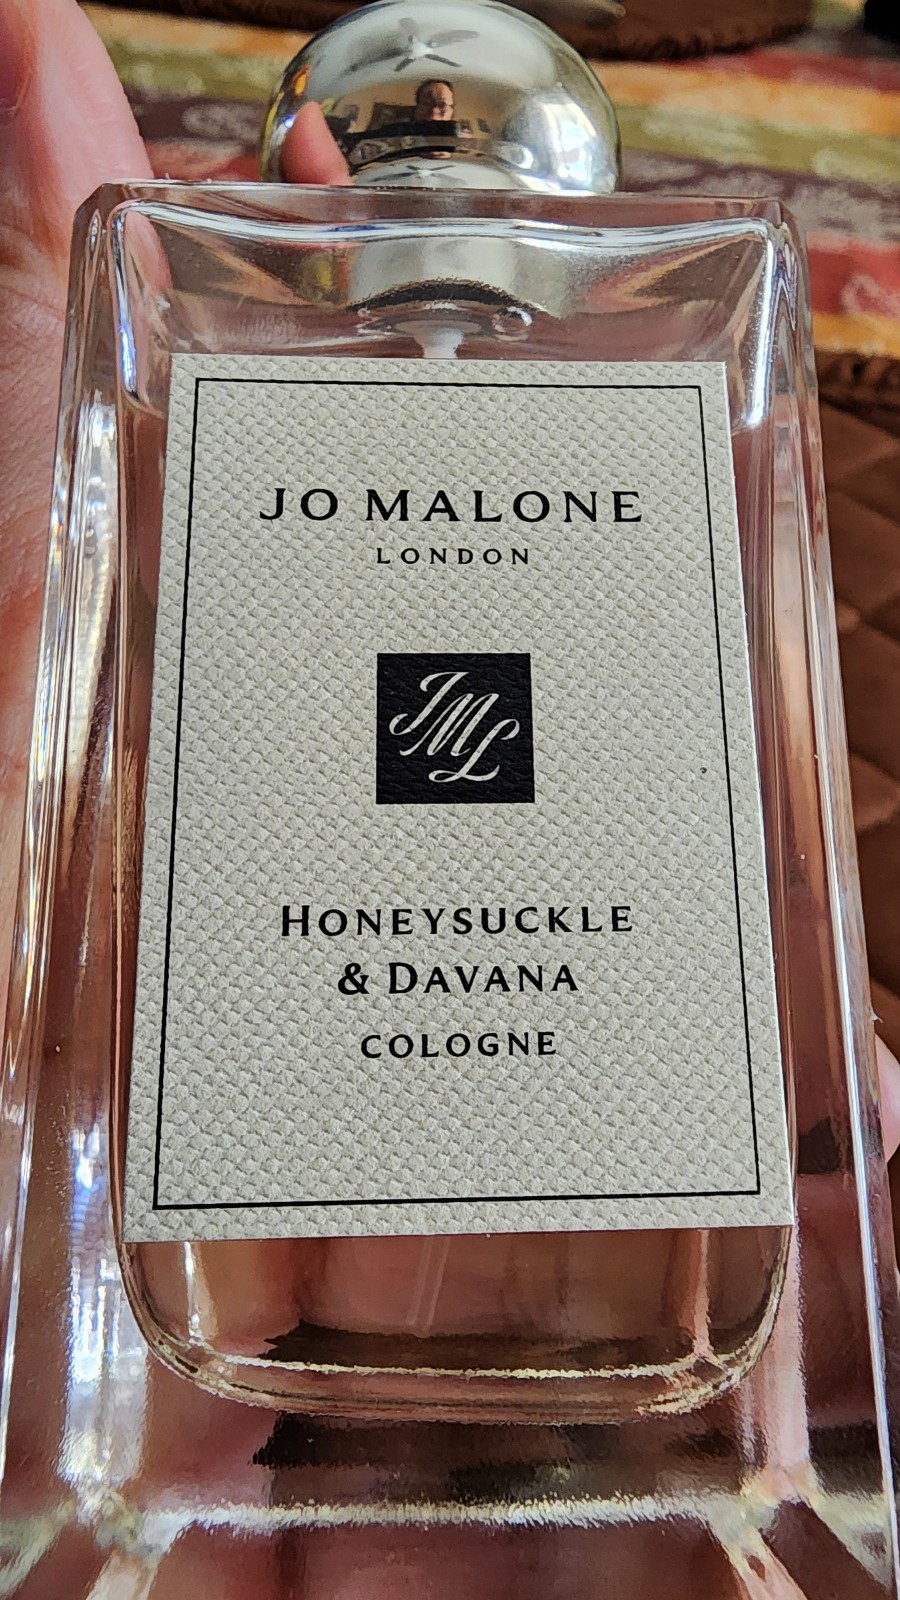 JO MALONE
LONDON
JML
HONEYSUCKLE
& DAVANA
COLOGNE